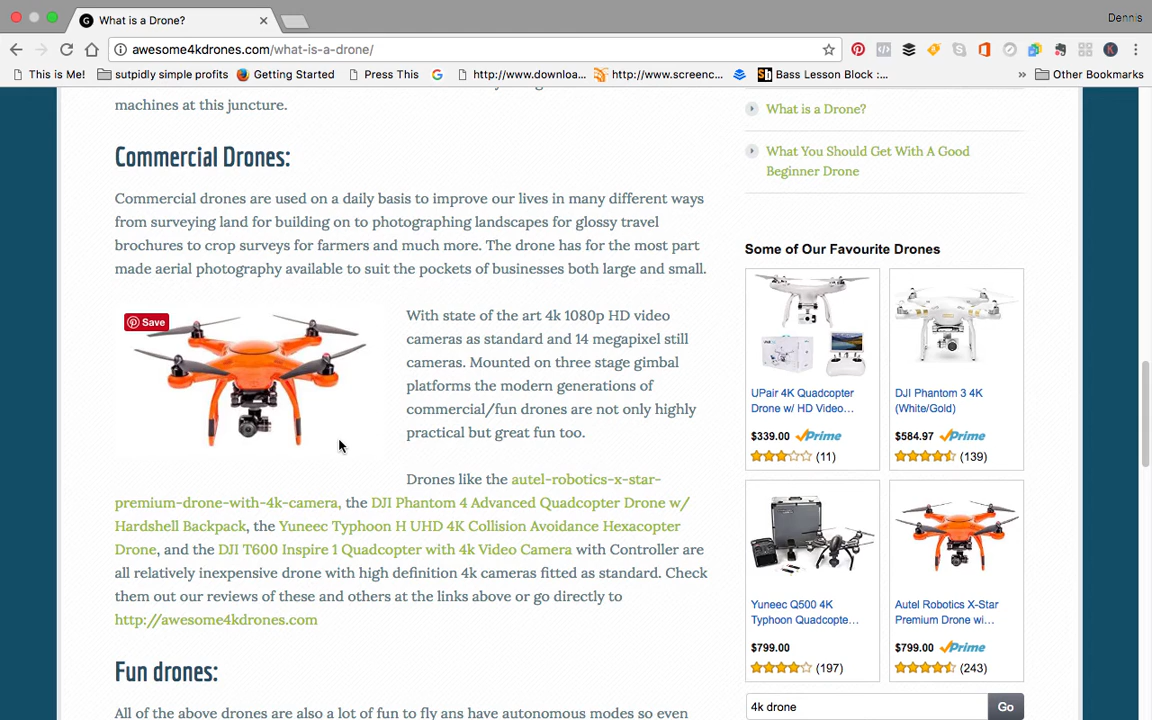 What is a Drone?
Dennis
awesome4kdrones.com/what-is-a-drone/
This is Me!
sutpidly simple profits
Getting Started
Press This
http://www.downloa...
http://www.screenc...
Bass Lesson Block :...
Other Bookmarks
machines at this juncture.
Commercial Drones:
Commercial drones are used on a daily basis to improve our lives in many different ways
from surveying land for building on to photographing landscapes for glossy travel
brochures to crop surveys for farmers and much more. The drone has for the most part
made aerial photography available to suit the pockets of businesses both large and small.
Save
With state of the art 4k 1080p HD video
cameras as standard and 14 megapixel still
cameras. Mounted on three stage gimbal
platforms the modern generations of
commercial/fun drones are not only highly
practical but great fun too.
Drones like the autel-robotics-x-star-
premium-drone-with-4k-camera, the DJI Phantom 4 Advanced Quadcopter Drone w/
Hardshell Backpack, the Yuneec Typhoon H UHD 4K Collision Avoidance Hexacopter
Drone, and the DJI T600 Inspire 1 Quadcopter with 4k Video Camera with Controller are
all relatively inexpensive drone with high definition 4k cameras fitted as standard. Check
them out our reviews of these and others at the links above or go directly to
http://awesome4kdrones.com
Fun drones:
All of the above drones are also a lot of fun to fly ans have autonomous modes so even
What is a Drone?
What You Should Get With A Good
Beginner Drone
Some of Our Favourite Drones
UPair 4K Quadcopter
Drone w/ HD Video...
$339.00 Prime
(11)
DJI Phantom 3 4K
(White/Gold)
$584.97 Prime
(139)
Yuneec Q500 4K
Typhoon Quadcopte...
$799.00
(197)
Autel Robotics X-Star
Premium Drone wi...
$799.00 Prime
(243)
4k drone
Go